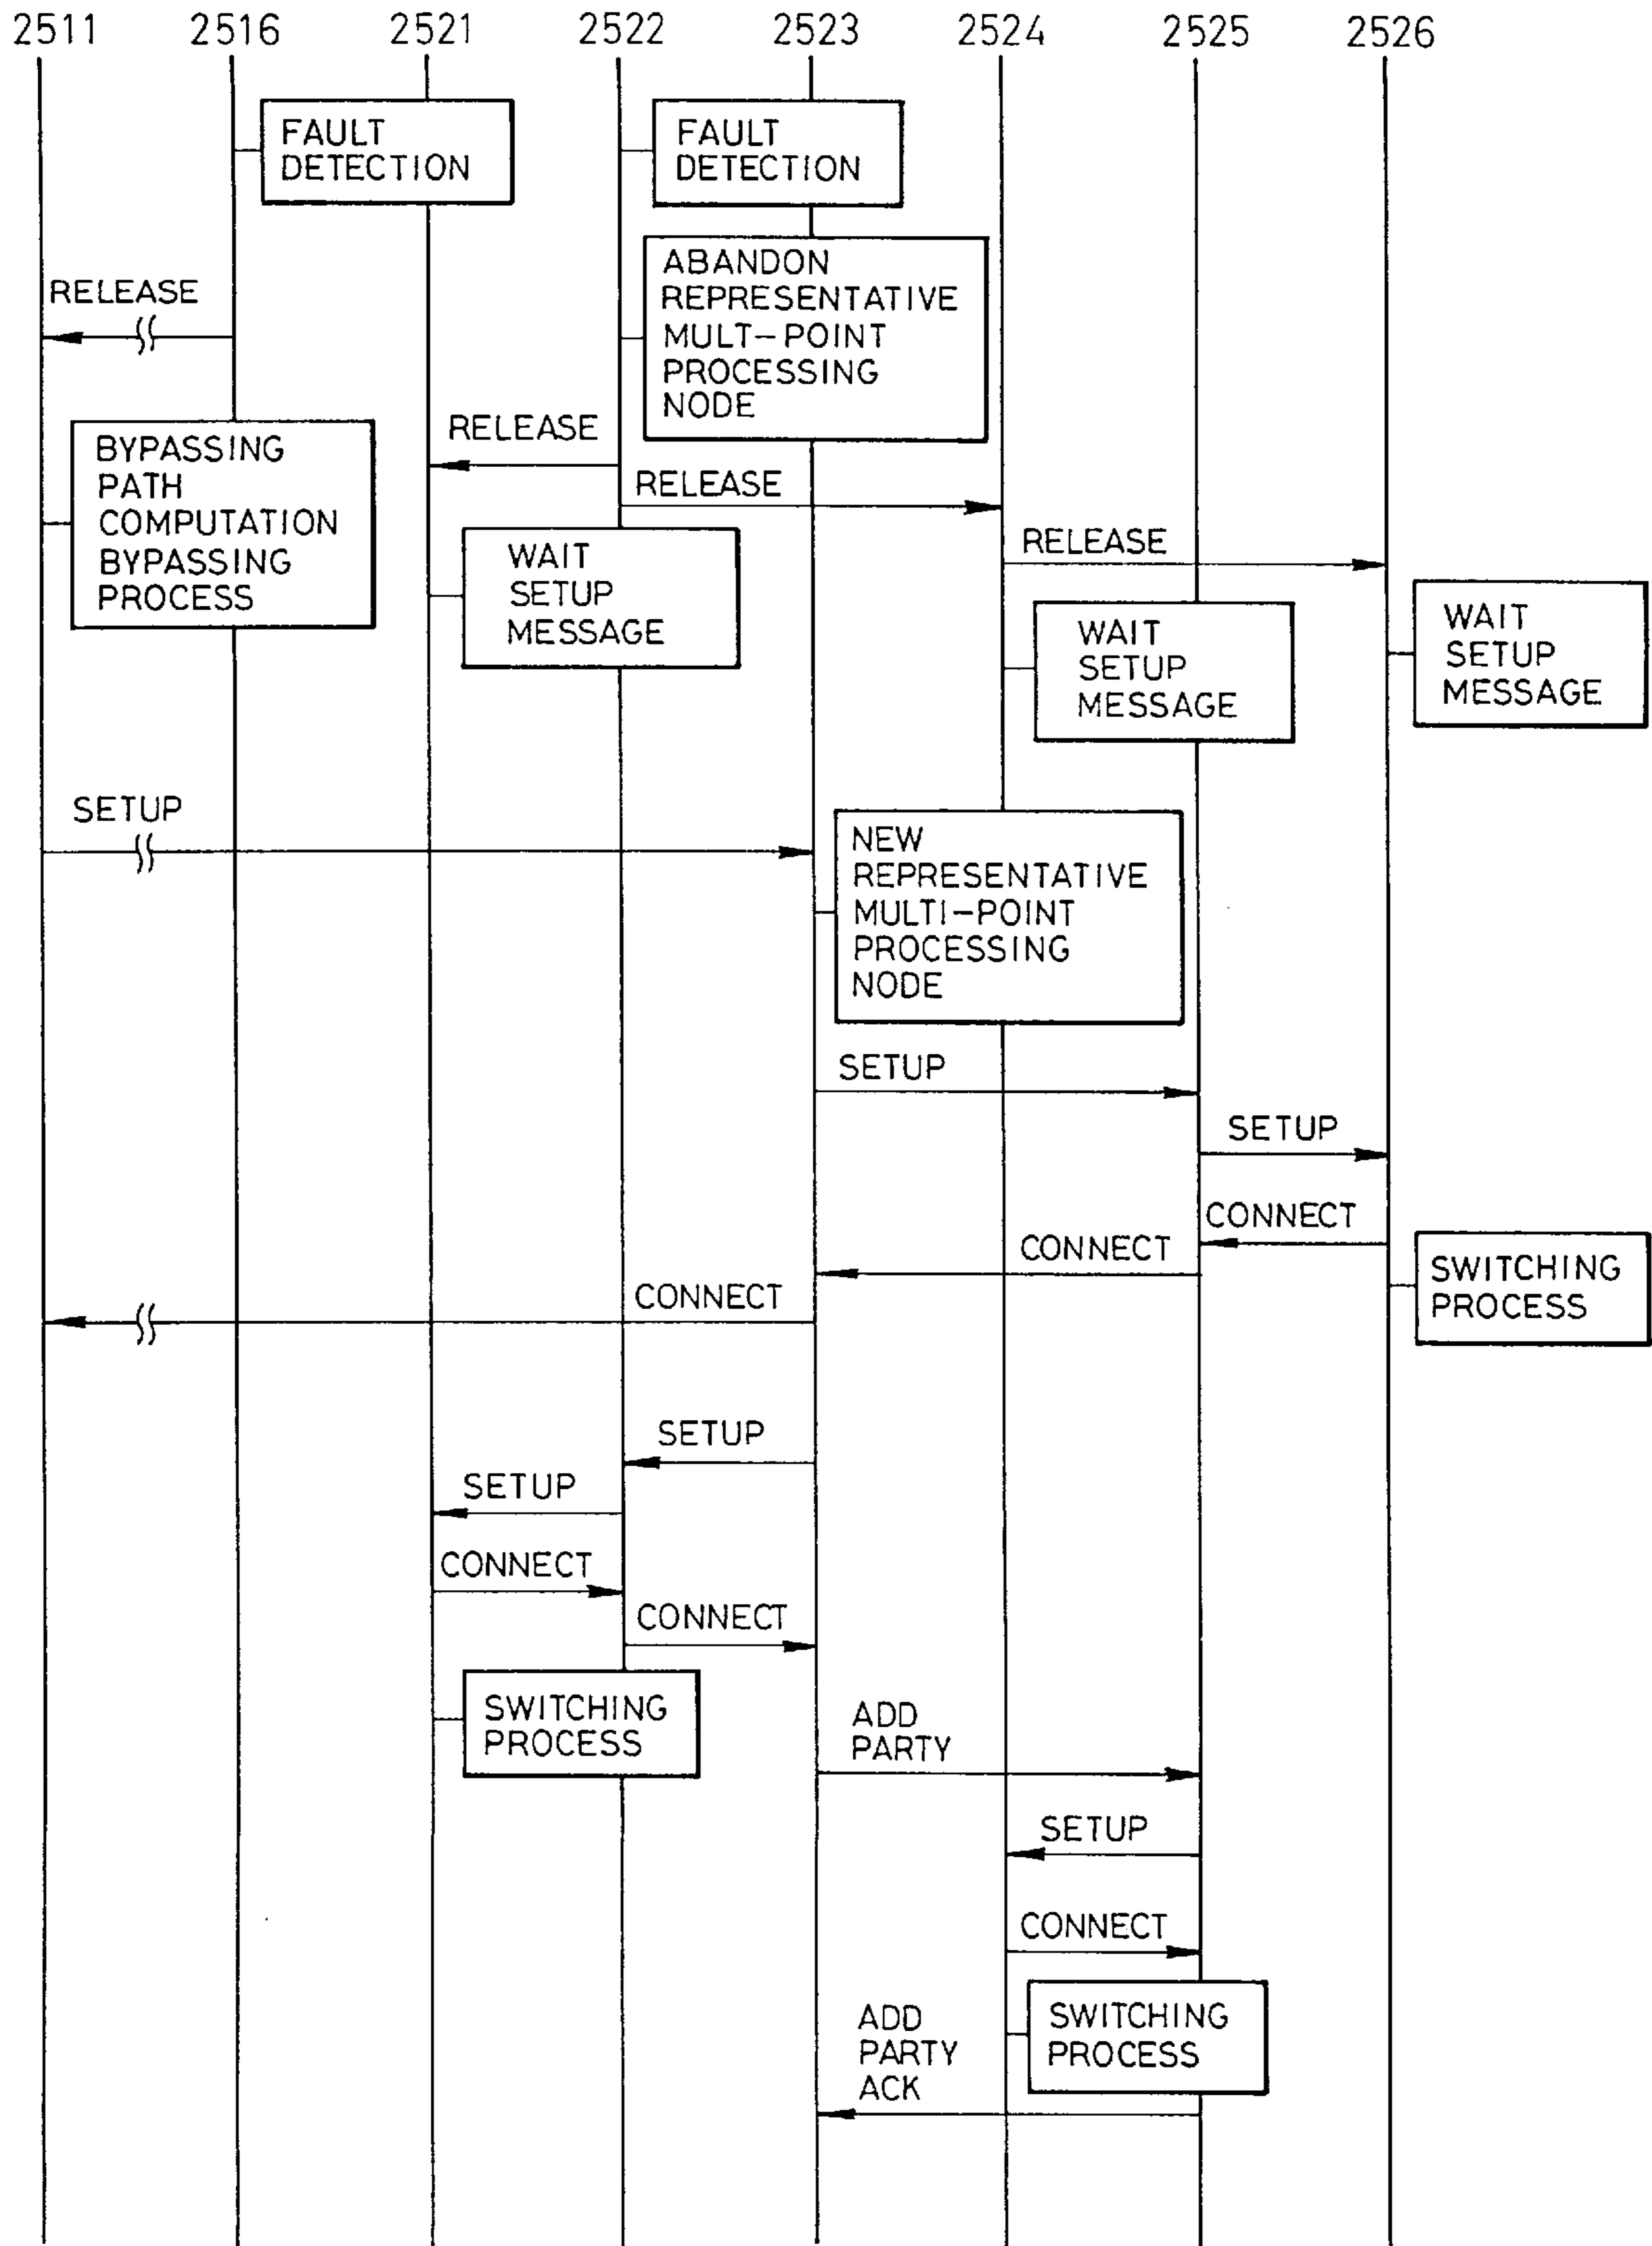 2511 2516 2521 2522 2523 2524 2525 2526
FAULT
DETECTION
FAULT
DETECTION
ABANDON
REPRESENTATIVE
MULT-POINT
PROCESSING
NODE
RELEASE
BYPASSING
PATH
COMPUTATION
BYPASSING
PROCESS
RELEASE
RELEASE
WAIT
SETUP
MESSAGE
RELEASE
WAIT
SETUP
MESSAGE
WAIT
SETUP
MESSAGE
SETUP
NEW
REPRESENTATIVE
MULTI-POINT
PROCESSING
NODE
SETUP
SETUP
CONNECT
CONNECT
SWITCHING
PROCESS
CONNECT
SETUP
SETUP
CONNECT
CONNECT
SWITCHING
PROCESS
ADD
PARTY
SETUP
CONNECT
SWITCHING
PROCESS
ADD
PARTY
ACK